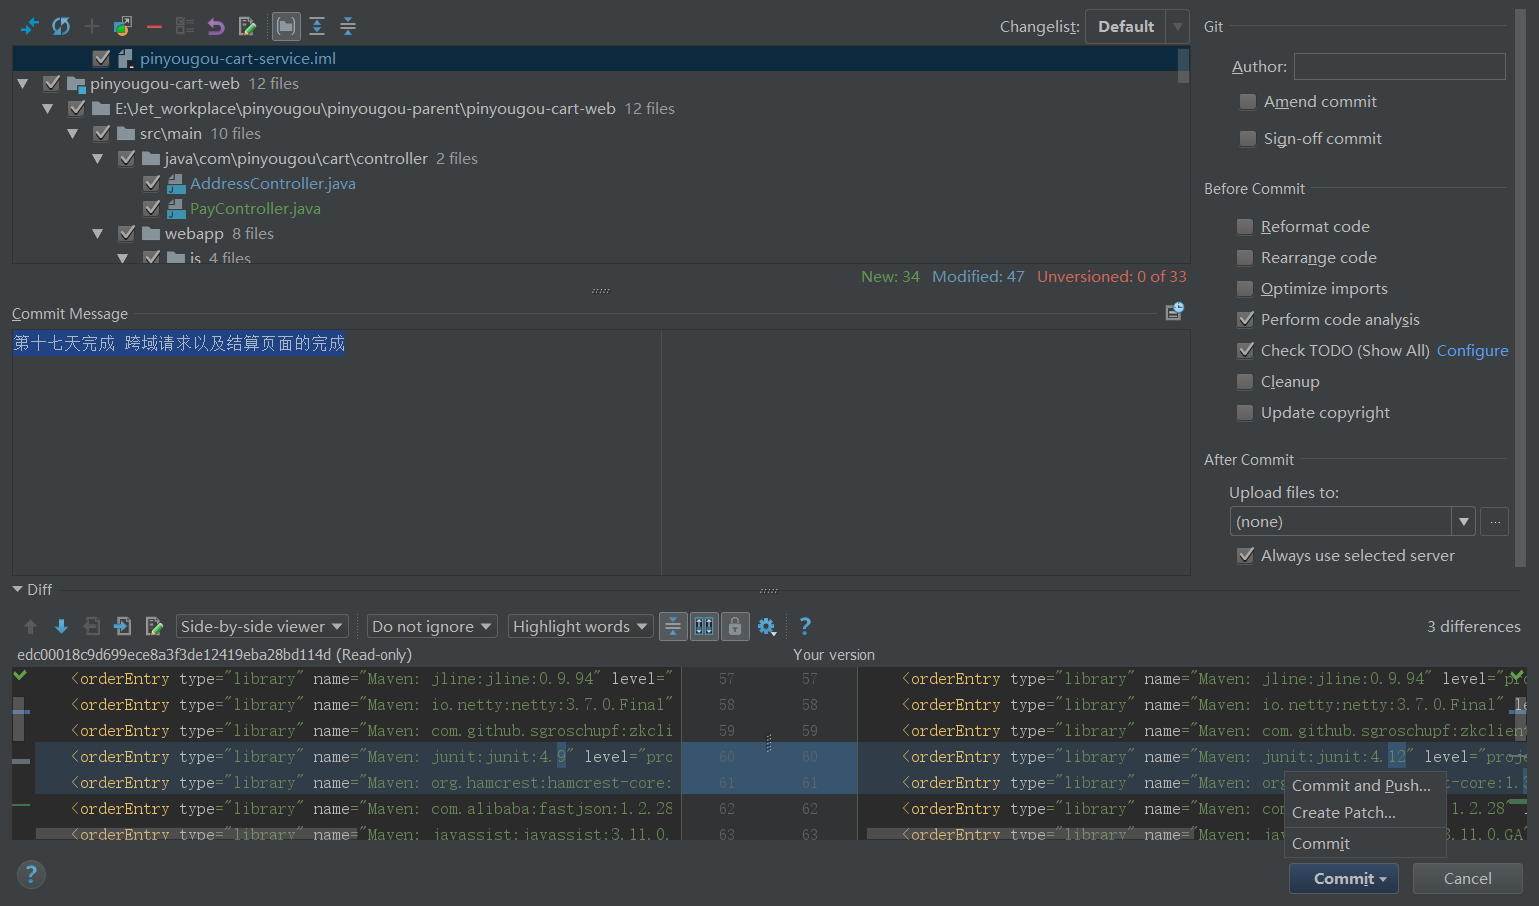 Changelist: Default
pinyougou-cart-service.iml
pinyougou-cart-web 12 files
E:\Jet_workplace\pinyougou\pinyougou-parent\pinyougou-cart-web 12 files
src\main 10 files
java\com\pinyougou\cart\controller 2 files
AddressController.java
PayController.java
webapp 8 files
js 4 files
New: 34 Modified: 47 Unversioned: 0 of 33
Commit Message
第十七天完成 跨域请求以及结算页面的完成
Git
Author:
Amend commit
Sign-off commit
Before Commit
Reformat code
Rearrange code
Optimize imports
Perform code analysis
Check TODO (Show All) Configure
Cleanup
Update copyright
After Commit
Upload files to:
(none)
...
Always use selected server
Diff
Side-by-side viewer Do not ignore Highlight words ? 3 differences
edc00018c9d699ece8a3f3de12419eba28bd114d (Read-only) Your version
<orderEntry type="library" name="Maven: jline:jline:0.9.94" level=" 57 57 <orderEntry type="library" name="Maven: jline:jline:0.9.94" level="pro
<orderEntry type="library" name="Maven: io.netty:netty:3.7.0.Final" 58 58 <orderEntry type="library" name="Maven: io.netty:netty:3.7.0.Final" le
<orderEntry type="library" name="Maven: com.github.sgroschupf:zkcli 59 59 <orderEntry type="library" name="Maven: com.github.sgroschupf:zkclient
<orderEntry type="library" name="Maven: junit:junit:4.9" level="pro 60 60 <orderEntry type="library" name="Maven: junit:junit:4.12" level="proje
<orderEntry type="library" name="Maven: org.hamcrest:hamcrest-core: 61 61 <orderEntry type="library" name="Maven: or t-core:1.
<orderEntry type="library" name="Maven: com.alibaba:fastjson:1.2.28 62 62 <orderEntry type="library" name="Maven: com 1.2.28"
<orderEntry type="library" name="Maven: javassist:javassist:3.11.0. 63 63 <orderEntry type="library" name="Maven: jav 3.11.0.GA
Commit and Push...
Create Patch...
Commit
? Commit Cancel